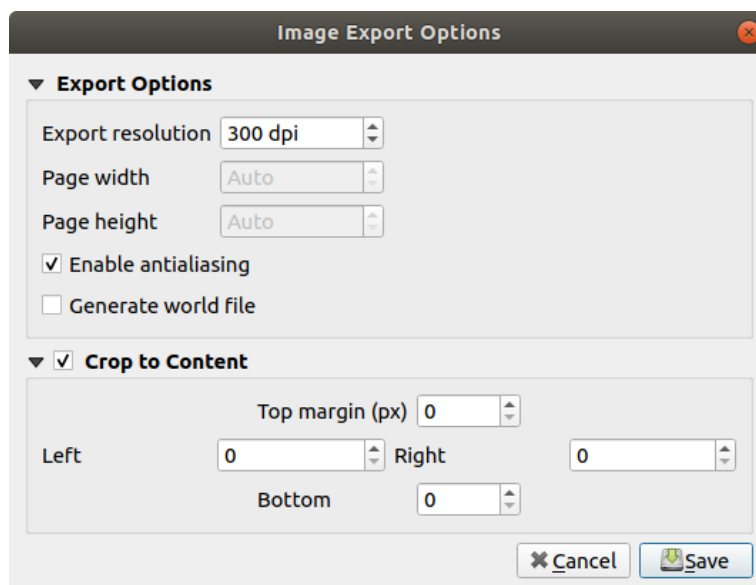 Image Export Options
Export Options
Export resolution 300 dpi
Page width Auto
Page height Auto
Enable antialiasing
Generate world file
Crop to Content
Top margin (px) 0
Left 0 Right 0
Bottom 0
Cancel Save